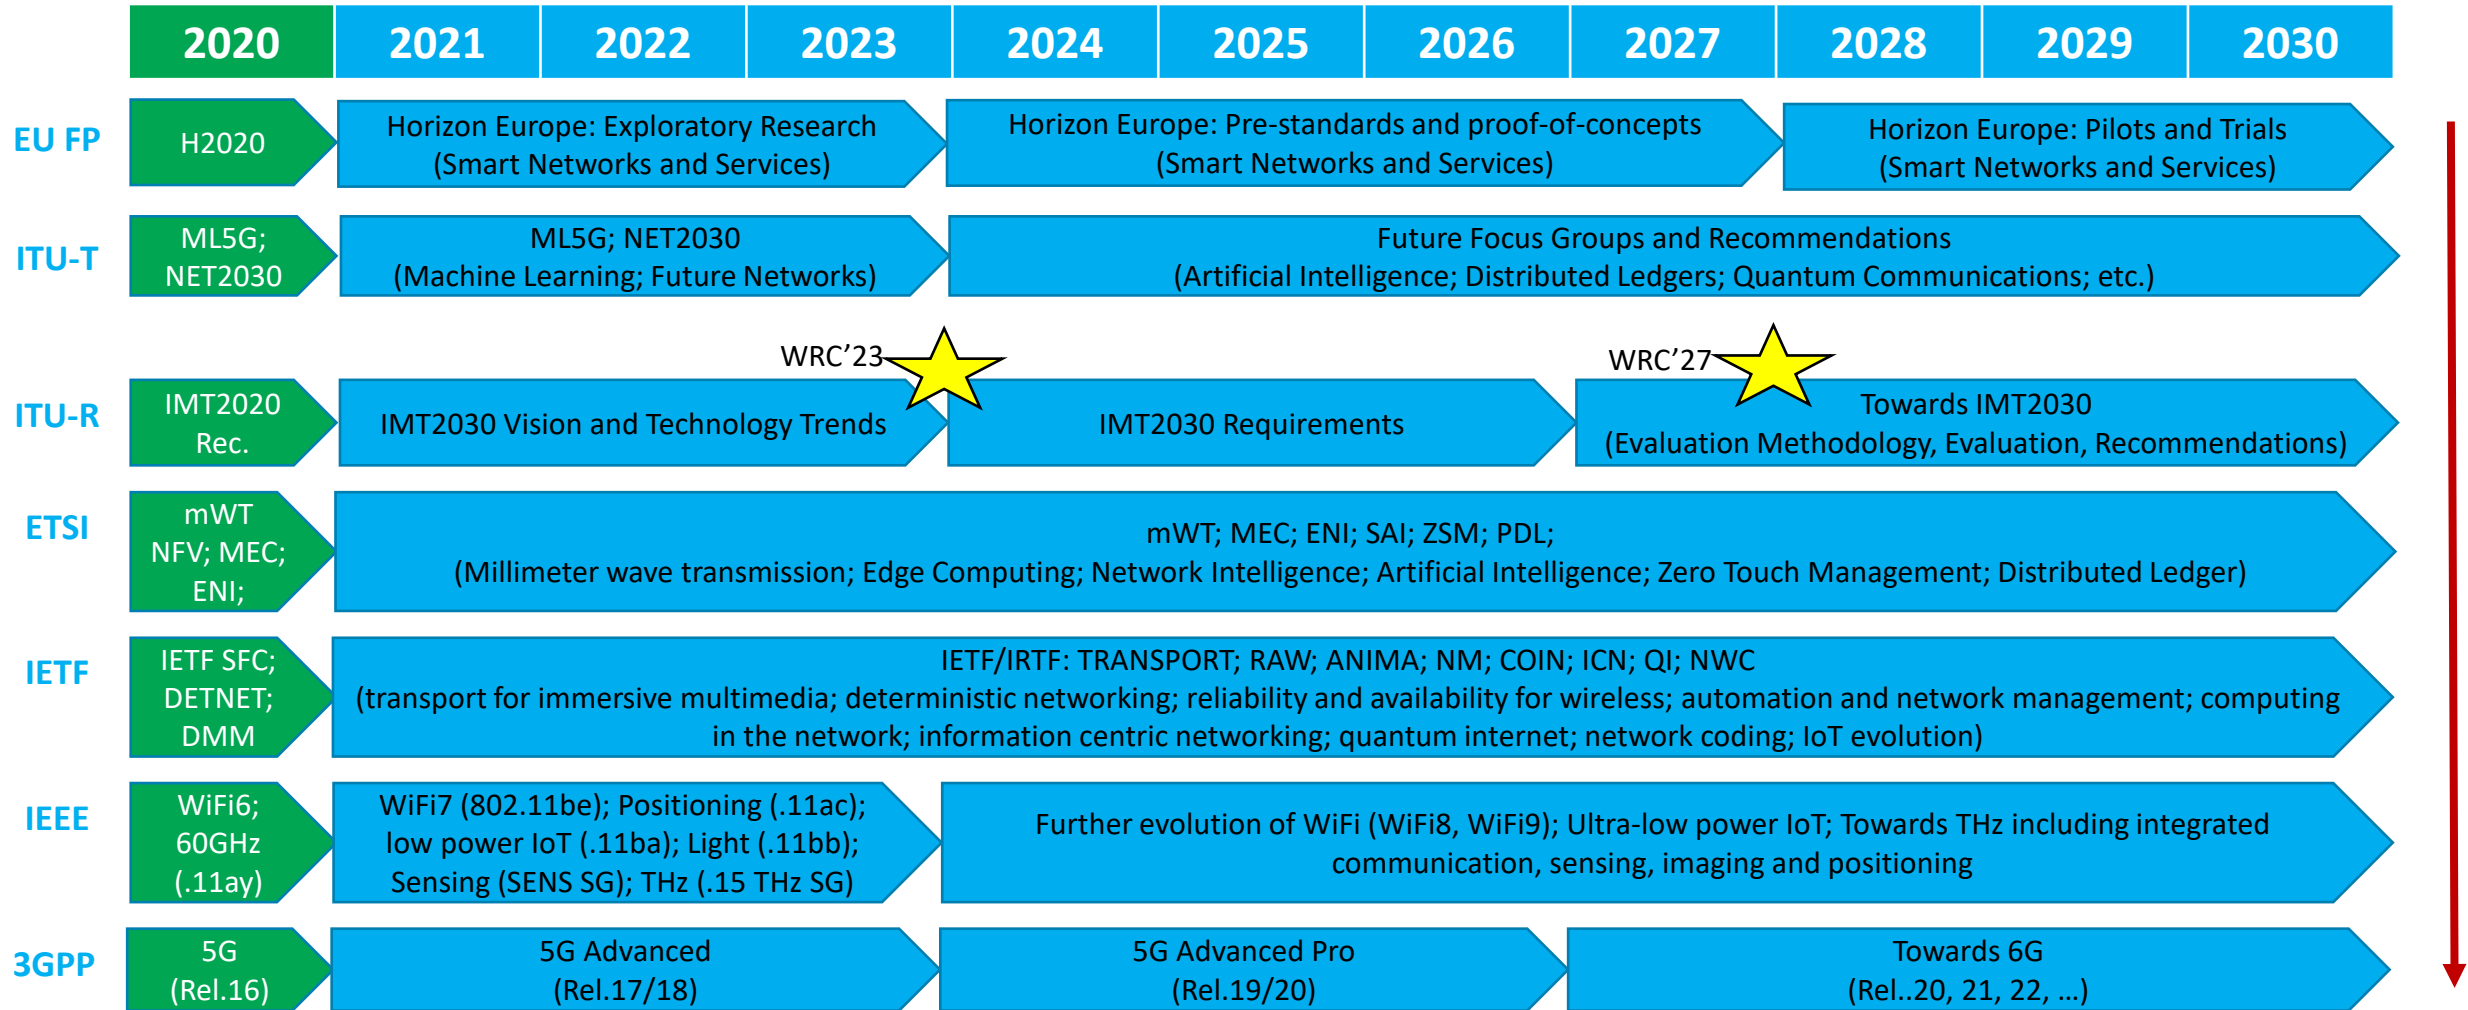 2020 2021 2022 2023 2024 2025 2026 2027 2028 2029 2030
EU FP
H2020
Horizon Europe: Exploratory Research
(Smart Networks and Services)
Horizon Europe: Pre-standards and proof-of-concepts
(Smart Networks and Services)
Horizon Europe: Pilots and Trials
(Smart Networks and Services)
ITU-T
ML5G;
NET2030
ML5G; NET2030
(Machine Learning; Future Networks)
Future Focus Groups and Recommendations
(Artificial Intelligence; Distributed Ledgers; Quantum Communications; etc.)
WRC’23
WRC’27
ITU-R
IMT2020
Rec.
IMT2030 Vision and Technology Trends
IMT2030 Requirements
Towards IMT2030
(Evaluation Methodology, Evaluation, Recommendations)
ETSI
mWT
NFV; MEC;
ENI;
mWT; MEC; ENI; SAI; ZSM; PDL;
(Millimeter wave transmission; Edge Computing; Network Intelligence; Artificial Intelligence; Zero Touch Management; Distributed Ledger)
IETF
IETF SFC;
DETNET;
DMM
IETF/IRTF: TRANSPORT; RAW; ANIMA; NM; COIN; ICN; QI; NWC
(transport for immersive multimedia; deterministic networking; reliability and availability for wireless; automation and network management; computing
in the network; information centric networking; quantum internet; network coding; IoT evolution)
IEEE
WiFi6;
60GHz
(.11ay)
WiFi7 (802.11be); Positioning (.11ac);
low power IoT (.11ba); Light (.11bb);
Sensing (SENS SG); THz (.15 THz SG)
Further evolution of WiFi (WiFi8, WiFi9); Ultra-low power IoT; Towards THz including integrated
communication, sensing, imaging and positioning
3GPP
5G
(Rel.16)
5G Advanced
(Rel.17/18)
5G Advanced Pro
(Rel.19/20)
Towards 6G
(Rel..20, 21, 22, …)